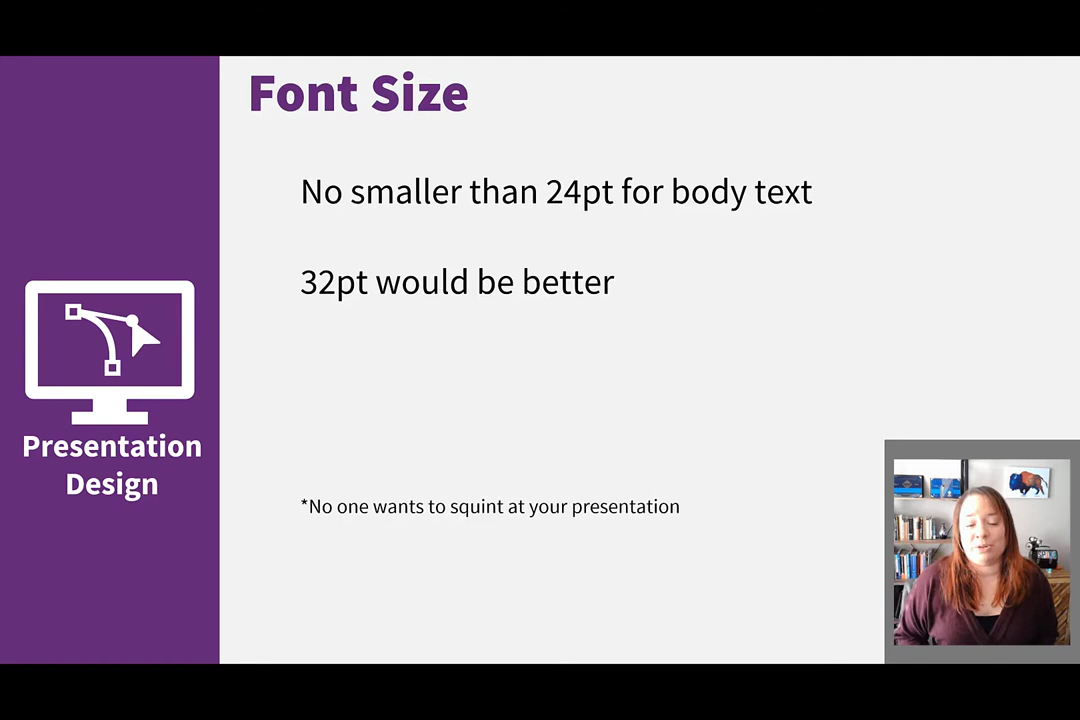 Font Size
No smaller than 24pt for body text
32pt would be better
Presentation
Design
*No one wants to squint at your presentation